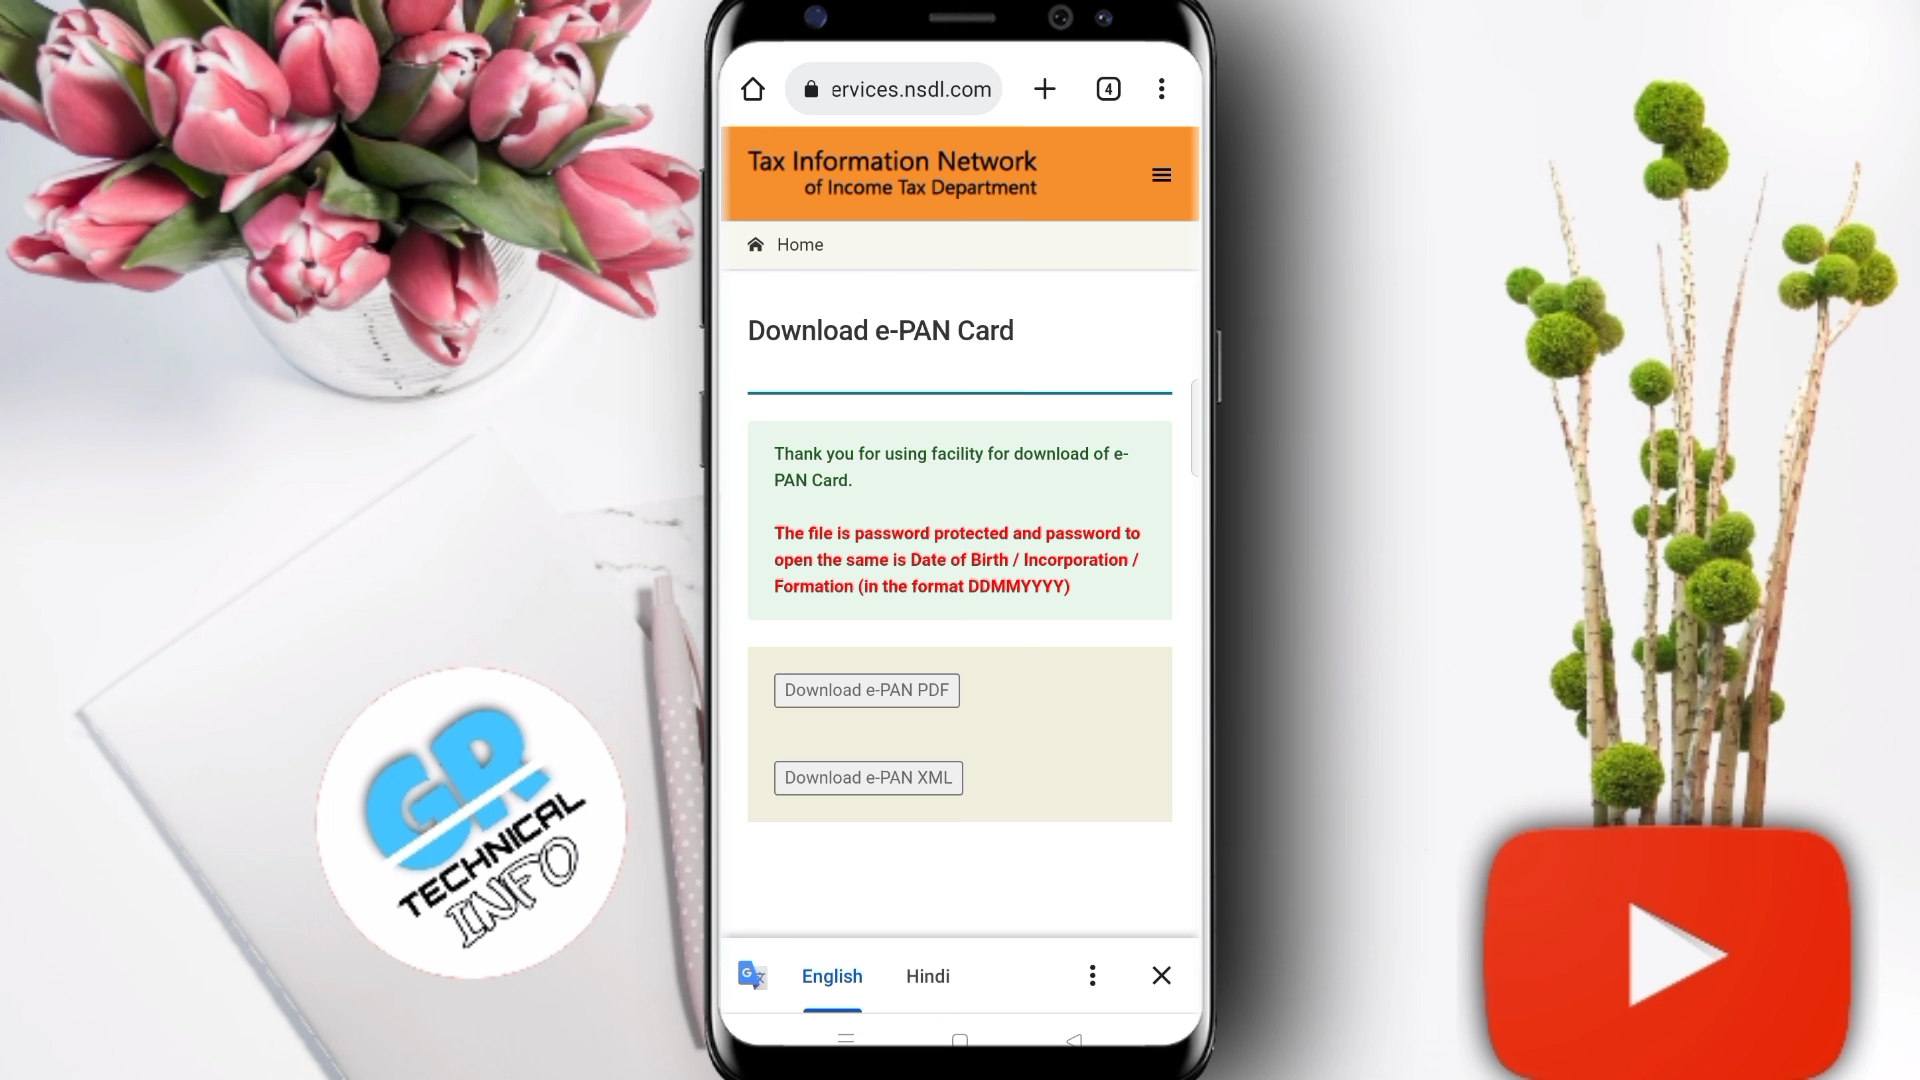 ervices.nsdl.com
4
Tax Information Network
of Income Tax Department
Home
Download e-PAN Card
Thank you for using facility for download of e-
PAN Card.
The file is password protected and password to
open the same is Date of Birth / Incorporation /
Formation (in the format DDMMYYYY)
Download e-PAN PDF
Download e-PAN XML
G
English
Hindi
GR
TECHNICAL
INFO